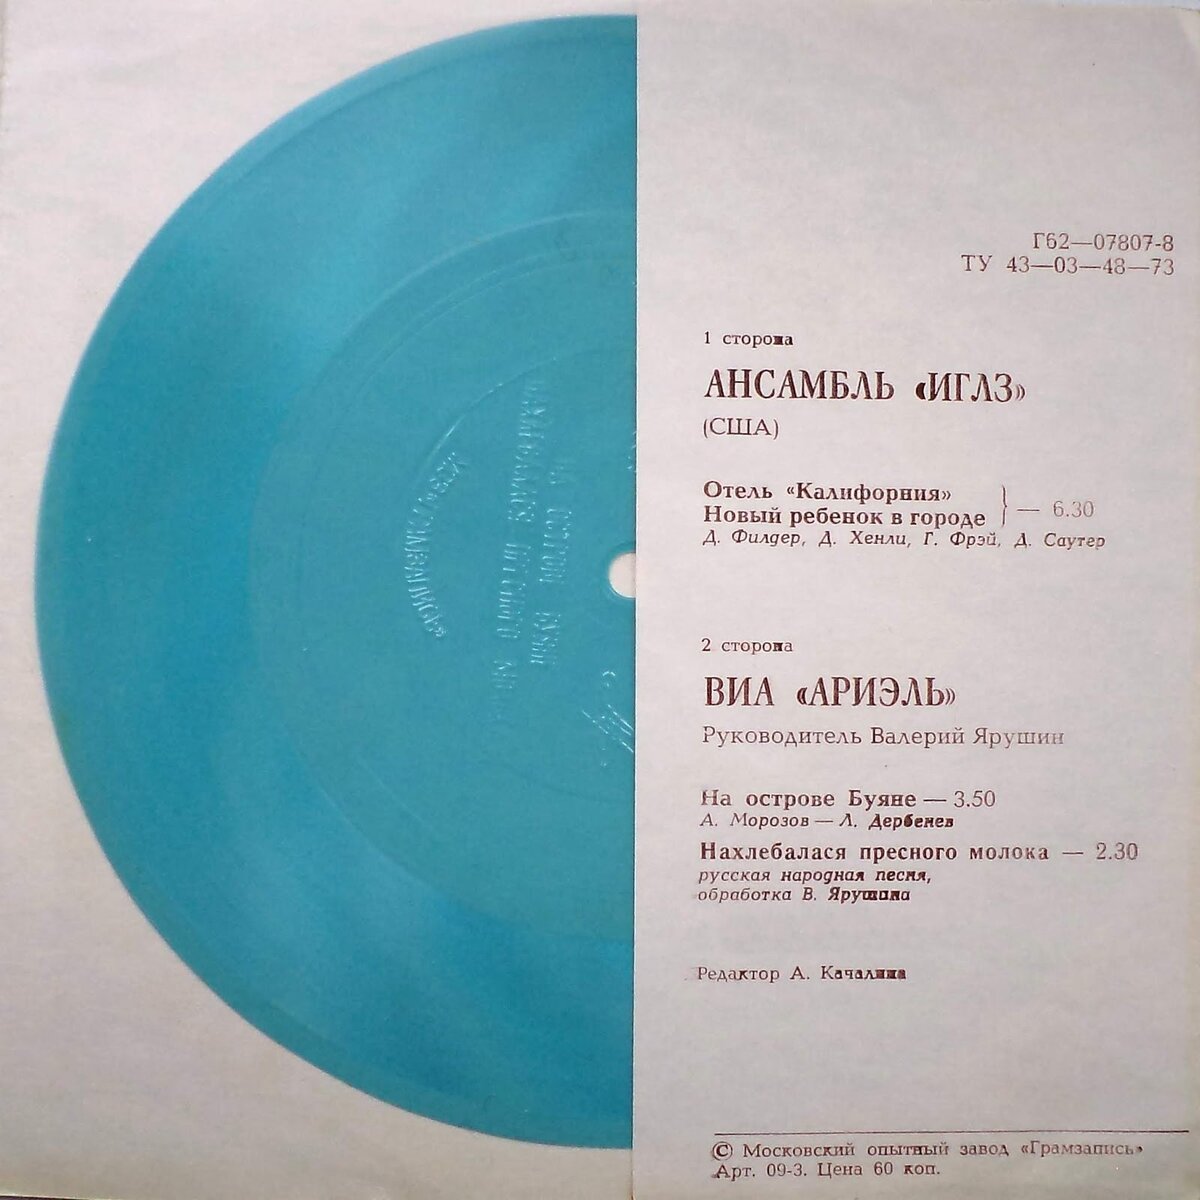 Г62—07807-8
ТУ 43—03—48—73
1 сторона
АНСАМБЛЬ «ИГЛЗ»
(США)
Отель «Калифорния»
Новый ребенок в городе } — 6.30
Д. Филдер, Д. Хенли, Г. Фрэй, Д. Саутер
2 сторона
ВИА «АРИЭЛЬ»
Руководитель Валерий Ярушин
На острове Буяне — 3.50
А. Морозов — Л. Дербенев
Нахлебалася пресного молока — 2.30
русская народная песня,
обработка В. Ярушина
Редактор А. Качалина
© Московский опытный завод «Грамзапись»
Арт. 09-3. Цена 60 коп.